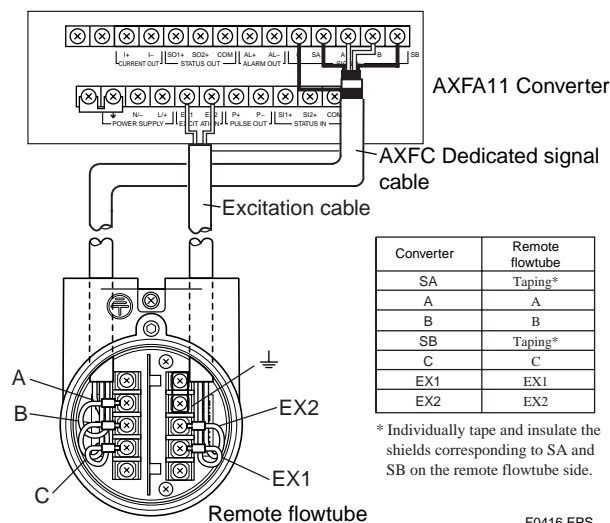 I+ I– SO1+ SO2+ AL+ AL– SA A B SB
CURRENT OUT STATUS OUT ALARM OUT
AXFA11 Converter
N/– L/+ EX1 EX2 P+ P– SI1+ SI2+ COM
POWER SUPPLY EXCITATION PULSE OUT STATUS IN
AXFC Dedicated signal
cable
Excitation cable
Converter Remote flowtube
SA Taping*
A A
B B
SB Taping*
C C
EX1 EX1
EX2 EX2
* Individually tape and insulate the
shields corresponding to SA and
SB on the remote flowtube side.
A
B
C
EX2
EX1
Remote flowtube
F0416.EPS